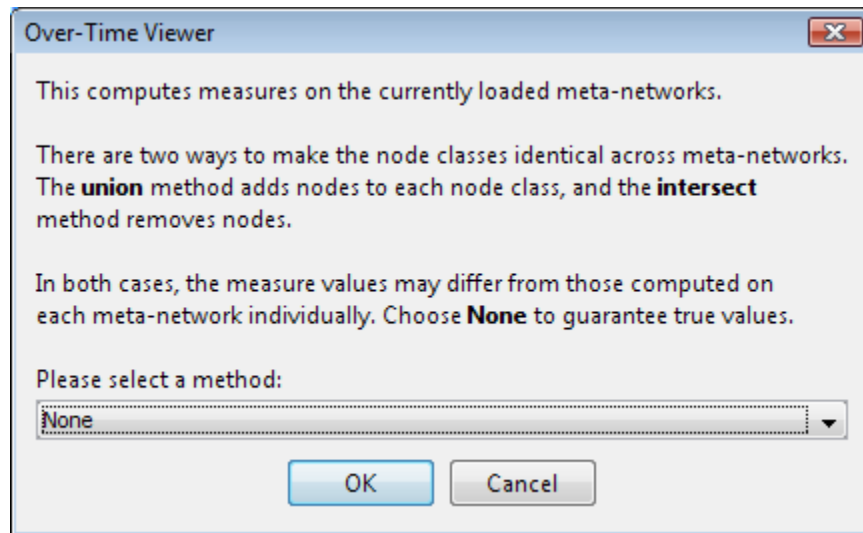 Over-Time Viewer
This computes measures on the currently loaded meta-networks.
There are two ways to make the node classes identical across meta-networks.
The union method adds nodes to each node class, and the intersect
method removes nodes.
In both cases, the measure values may differ from those computed on
each meta-network individually. Choose None to guarantee true values.
Please select a method:
None
OK Cancel